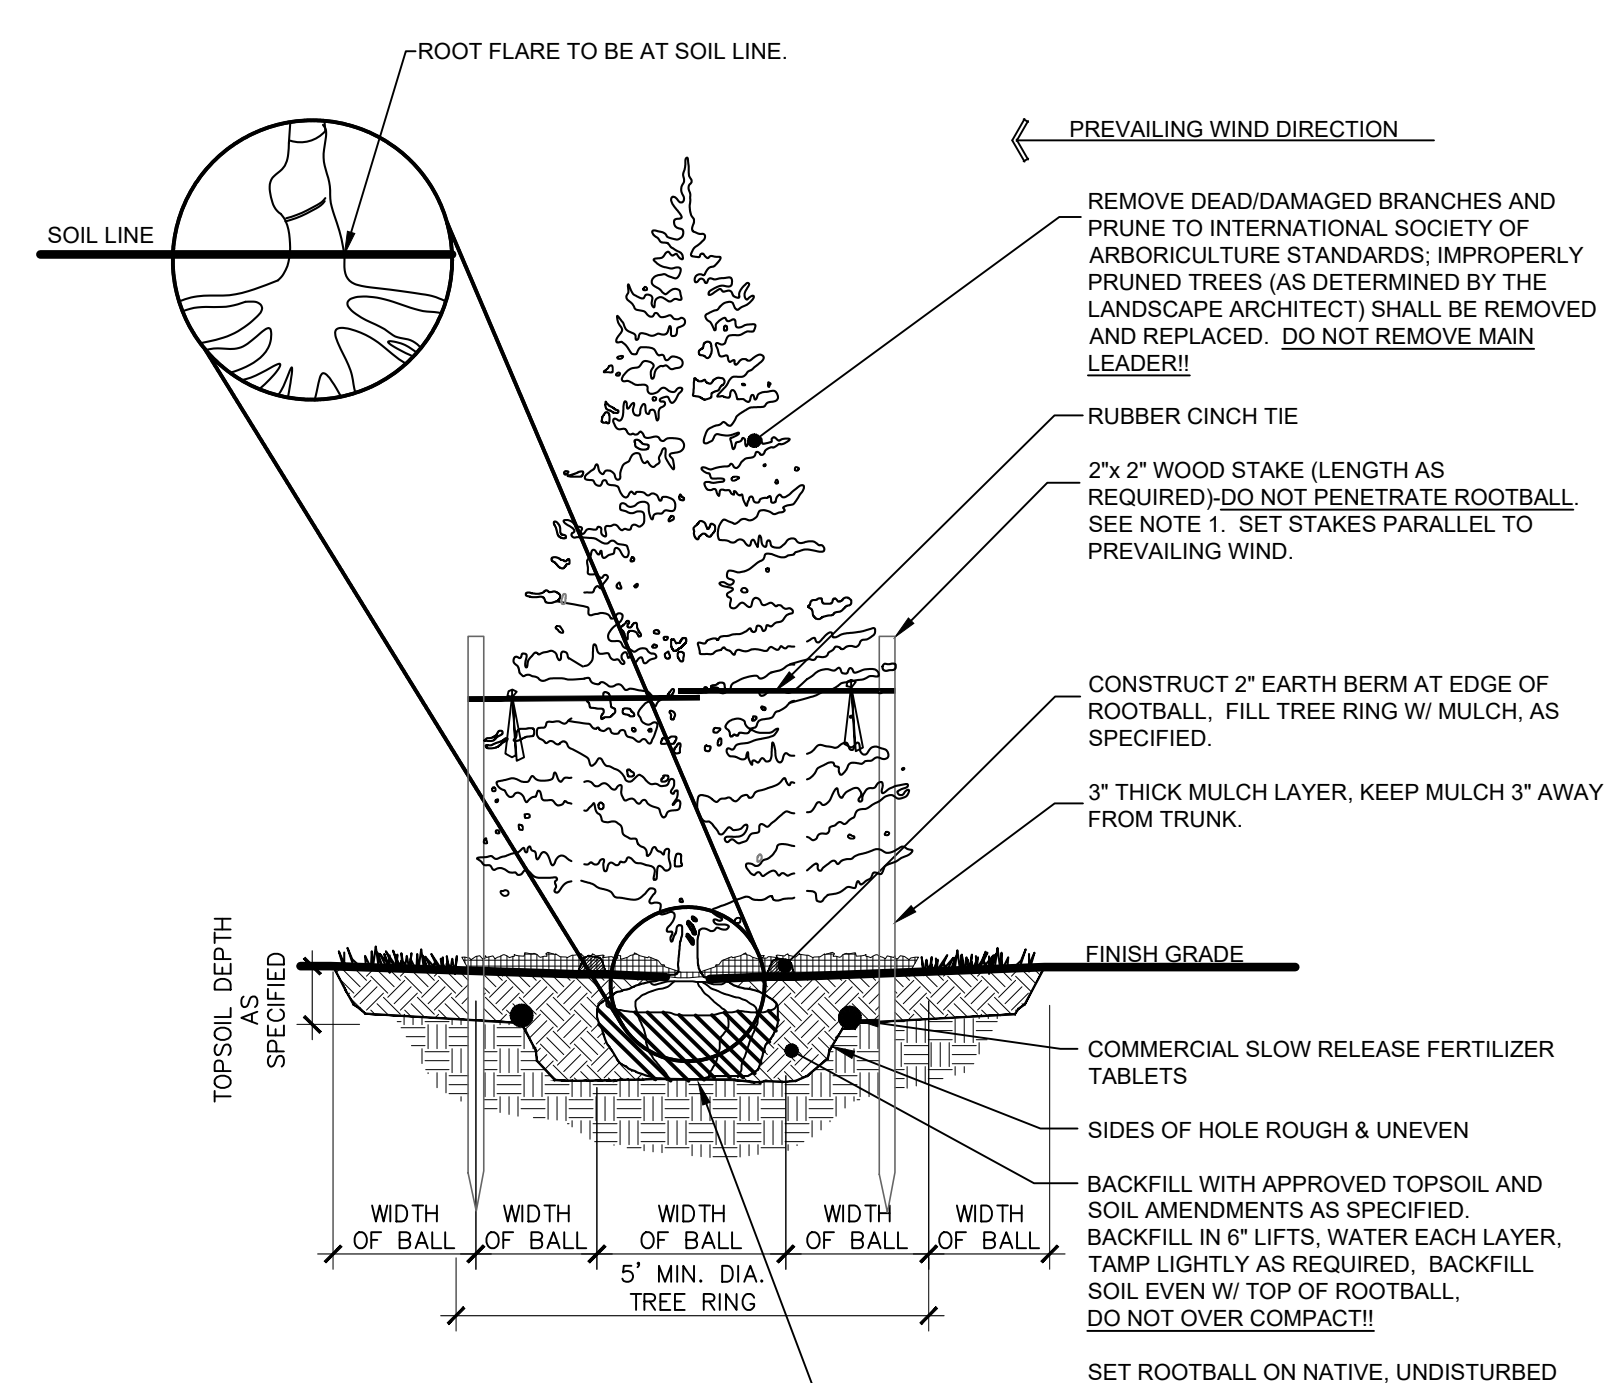 ROOT FLARE TO BE AT SOIL LINE.
PREVAILING WIND DIRECTION
SOIL LINE
REMOVE DEAD/DAMAGED BRANCHES AND
PRUNE TO INTERNATIONAL SOCIETY OF
ARBORICULTURE STANDARDS; IMPROPERLY
PRUNED TREES (AS DETERMINED BY THE
LANDSCAPE ARCHITECT) SHALL BE REMOVED
AND REPLACED.  DO NOT REMOVE MAIN
LEADER!!
RUBBER CINCH TIE
2"x 2" WOOD STAKE (LENGTH AS
REQUIRED)-DO NOT PENETRATE ROOTBALL.
SEE NOTE 1.  SET STAKES PARALLEL TO
PREVAILING WIND.
CONSTRUCT 2" EARTH BERM AT EDGE OF
ROOTBALL,  FILL TREE RING W/ MULCH, AS
SPECIFIED.
3" THICK MULCH LAYER, KEEP MULCH 3" AWAY
FROM TRUNK.
FINISH GRADE
TOPSOIL DEPTH
AS
SPECIFIED
COMMERCIAL SLOW RELEASE FERTILIZER
TABLETS
SIDES OF HOLE ROUGH & UNEVEN
BACKFILL WITH APPROVED TOPSOIL AND
SOIL AMENDMENTS AS SPECIFIED.
BACKFILL IN 6" LIFTS, WATER EACH LAYER,
TAMP LIGHTLY AS REQUIRED,  BACKFILL
SOIL EVEN W/ TOP OF ROOTBALL,
DO NOT OVER COMPACT!!
WIDTH
OF BALL
WIDTH
OF BALL
WIDTH
OF BALL
WIDTH
OF BALL
WIDTH
OF BALL
5' MIN. DIA.
TREE RING
SET ROOTBALL ON NATIVE, UNDISTURBED